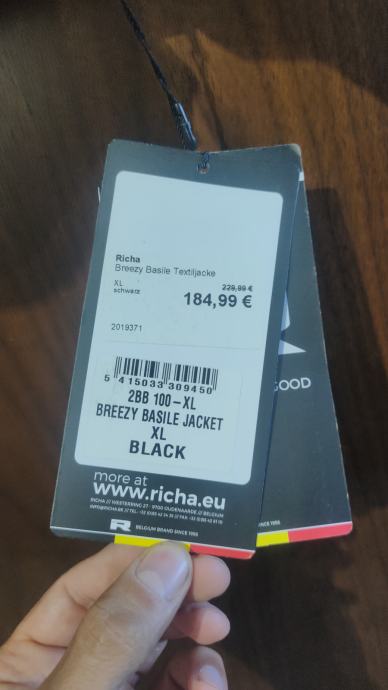 Richa
Breezy Basile Textiljacke
XL
schwarz
229,99 €
184,99 €
2019371
5 415033 309450
2BB 100-XL
BREEZY BASILE JACKET
XL
BLACK
more at
www.richa.eu
RICHA // WESTERRING 27 - 9700 OUDENAARDE // BELGIUM
R BELGIUM BRAND SINCE 1956
GOOD
SINCE 1956